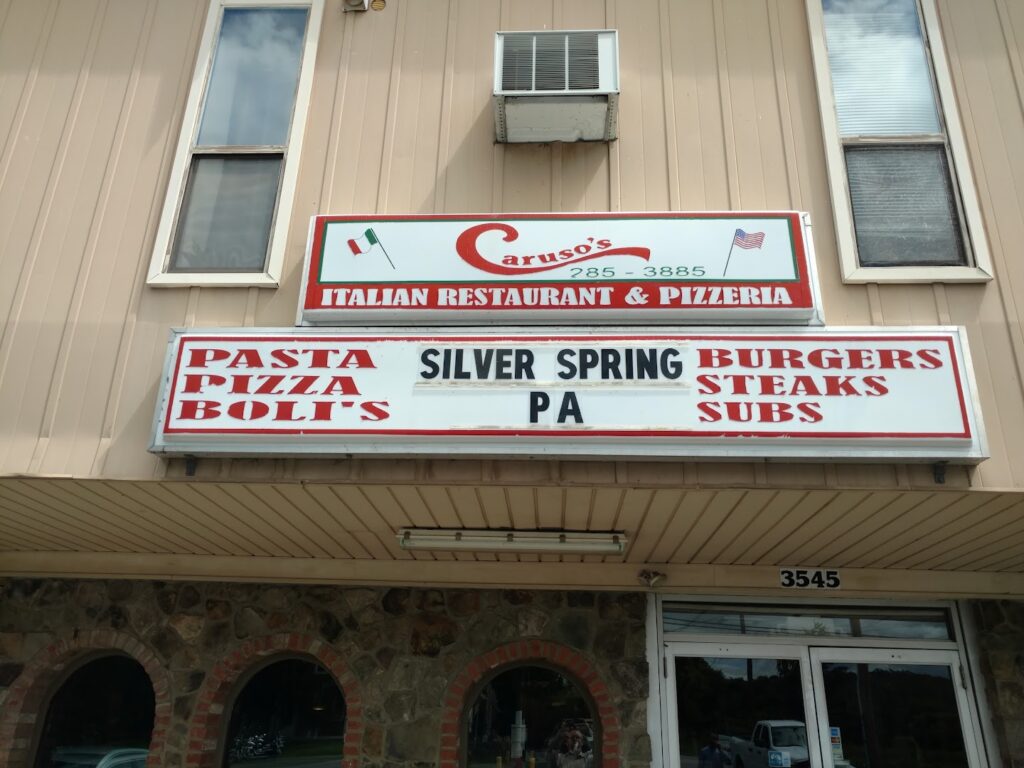 Caruso's
285 - 3885
ITALIAN RESTAURANT & PIZZERIA
PASTA
PIZZA
BOLI'S
SILVER SPRING
PA
BURGERS
STEAKS
SUBS
3545